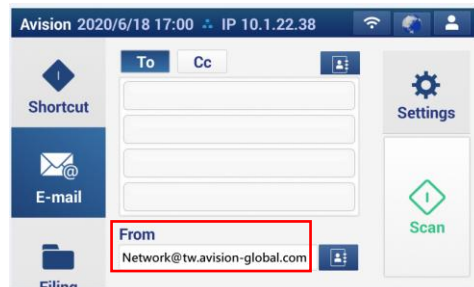 Avision 2020/6/18 17:00 IP 10.1.22.38
To Cc
Shortcut
Settings
E-mail
Scan
From
Network@tw.avision-global.com
Filing